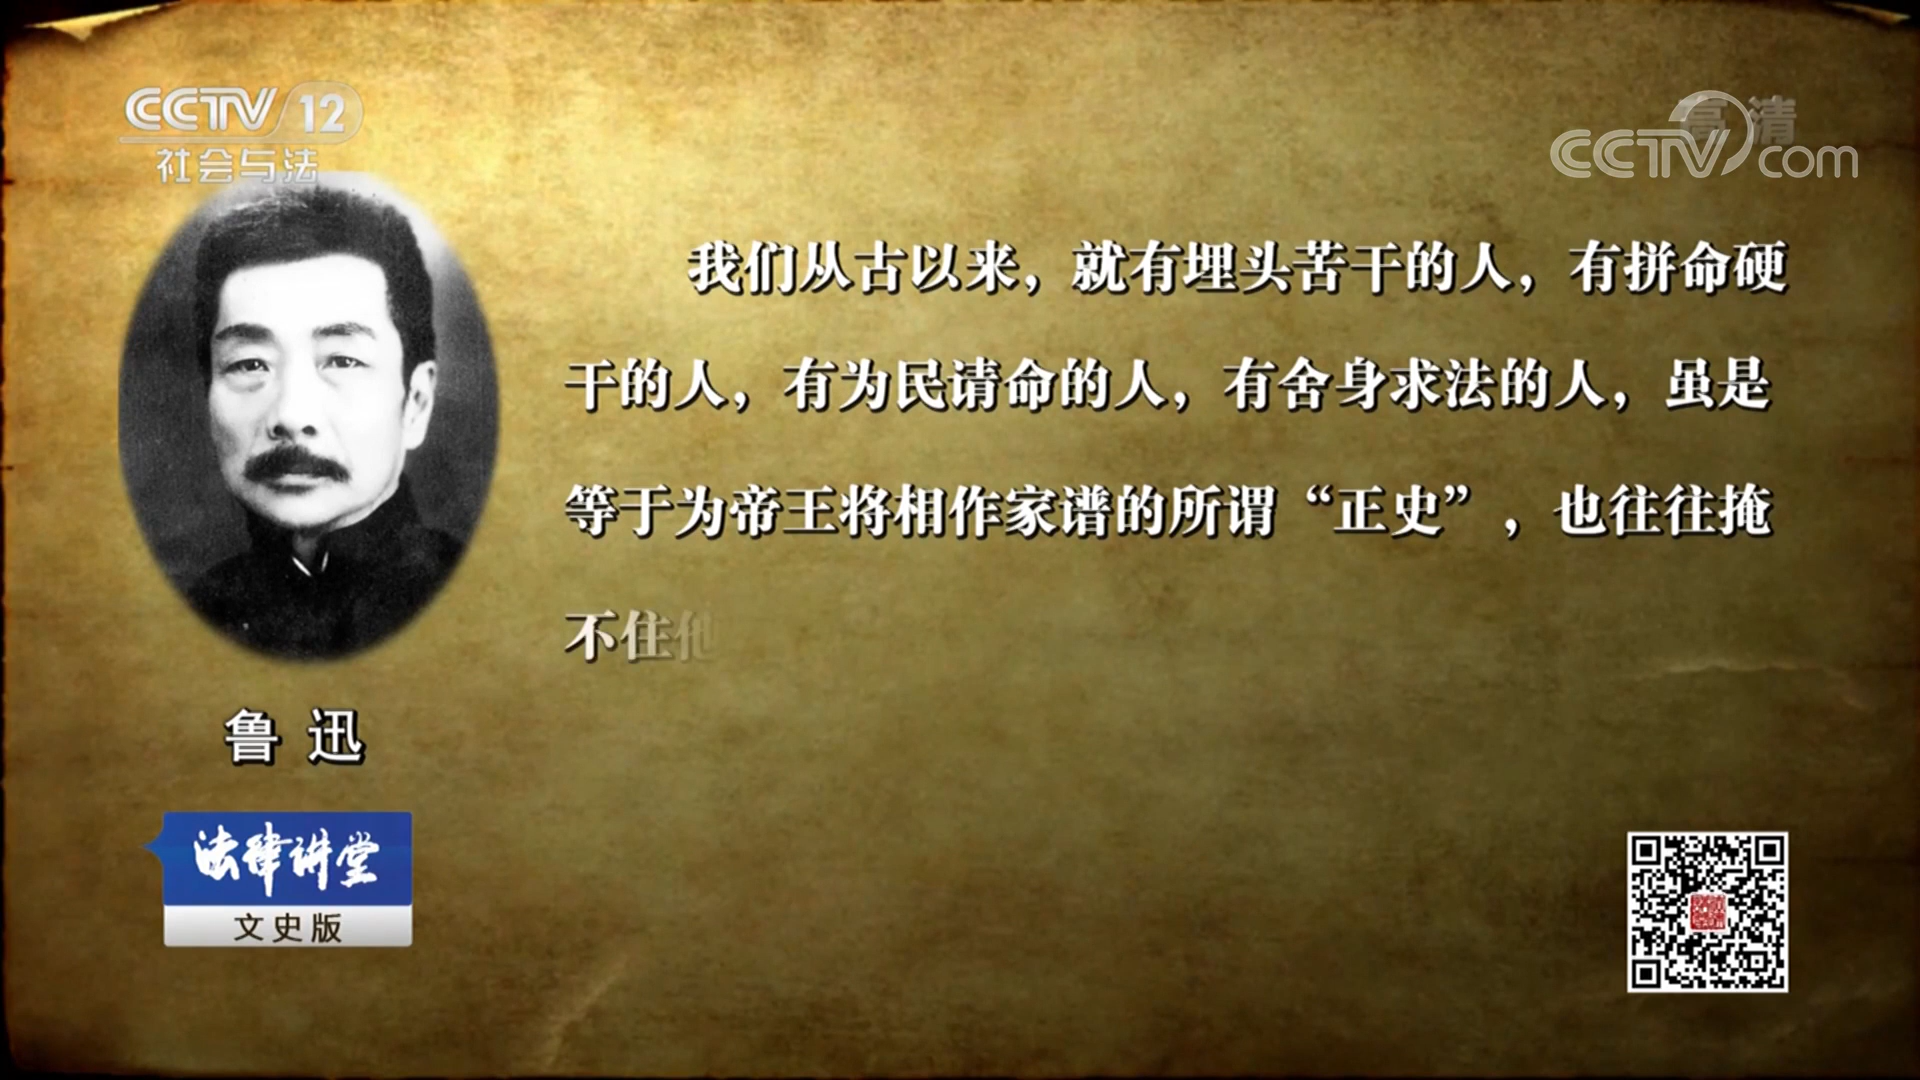 CCTV 12
社会与法
高清
CCTV.com
我们从古以来，就有埋头苦干的人，有拼命硬
干的人，有为民请命的人，有舍身求法的人，虽是
等于为帝王将相作家谱的所谓“正史”，也往往掩
不住他
鲁迅
法律讲堂
文史版